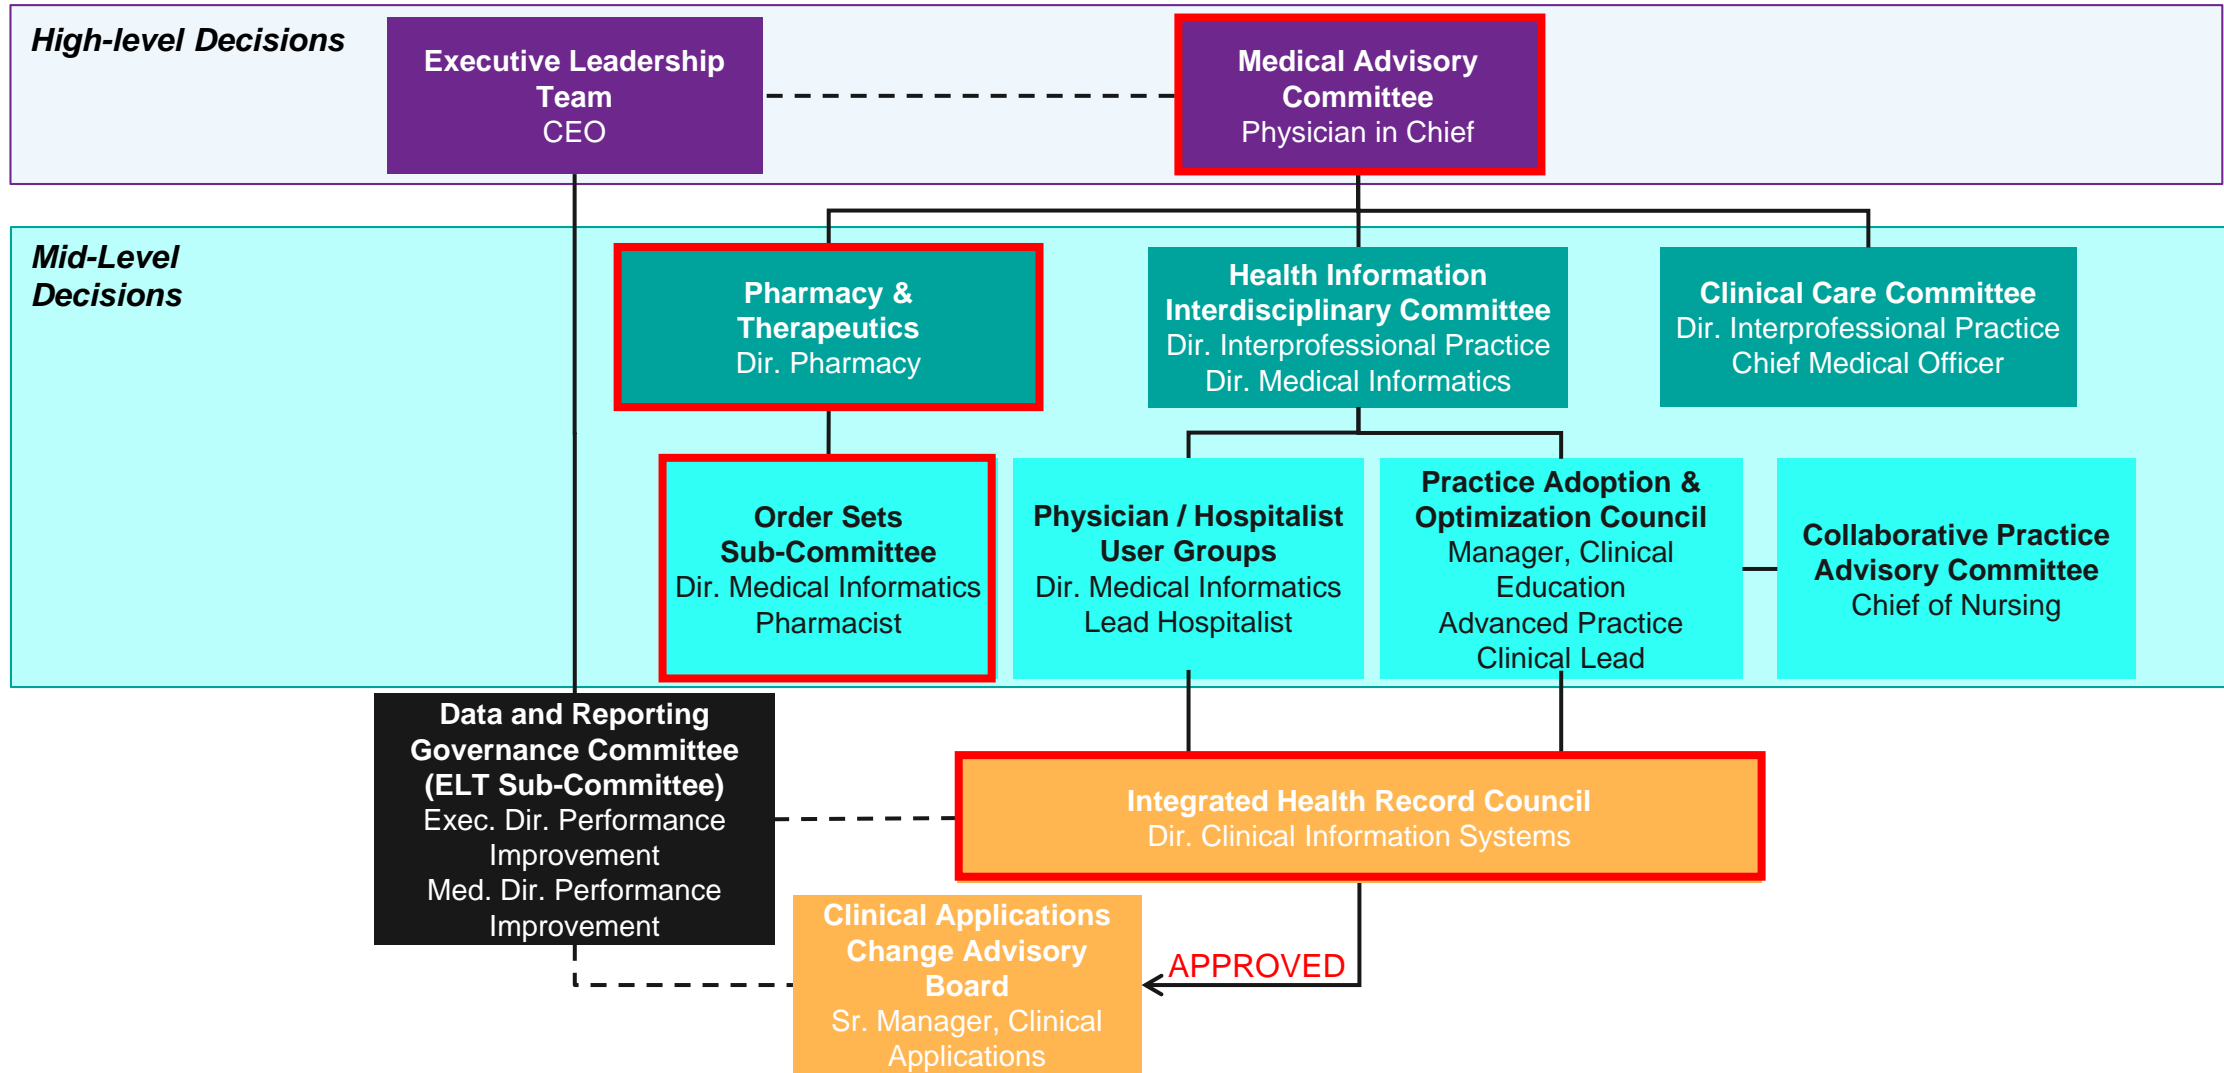 High-level Decisions
Executive Leadership
Team
CEO
Medical Advisory
Committee
Physician in Chief
Mid-Level
Decisions
Pharmacy &
Therapeutics
Dir. Pharmacy
Health Information
Interdisciplinary Committee
Dir. Interprofessional Practice
Dir. Medical Informatics
Clinical Care Committee
Dir. Interprofessional Practice
Chief Medical Officer
Order Sets
Sub-Committee
Dir. Medical Informatics
Pharmacist
Physician / Hospitalist
User Groups
Dir. Medical Informatics
Lead Hospitalist
Practice Adoption &
Optimization Council
Manager, Clinical
Education
Advanced Practice
Clinical Lead
Collaborative Practice
Advisory Committee
Chief of Nursing
Data and Reporting
Governance Committee
(ELT Sub-Committee)
Exec. Dir. Performance
Improvement
Med. Dir. Performance
Improvement
Integrated Health Record Council
Dir. Clinical Information Systems
Clinical Applications
Change Advisory
Board
Sr. Manager, Clinical
Applications
APPROVED